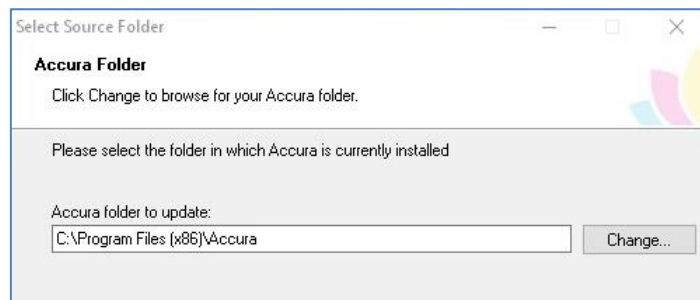 Select Source Folder
Accura Folder
Click Change to browse for your Accura folder.
Please select the folder in which Accura is currently installed
Accura folder to update:
C:\Program Files (x86)\Accura
Change...